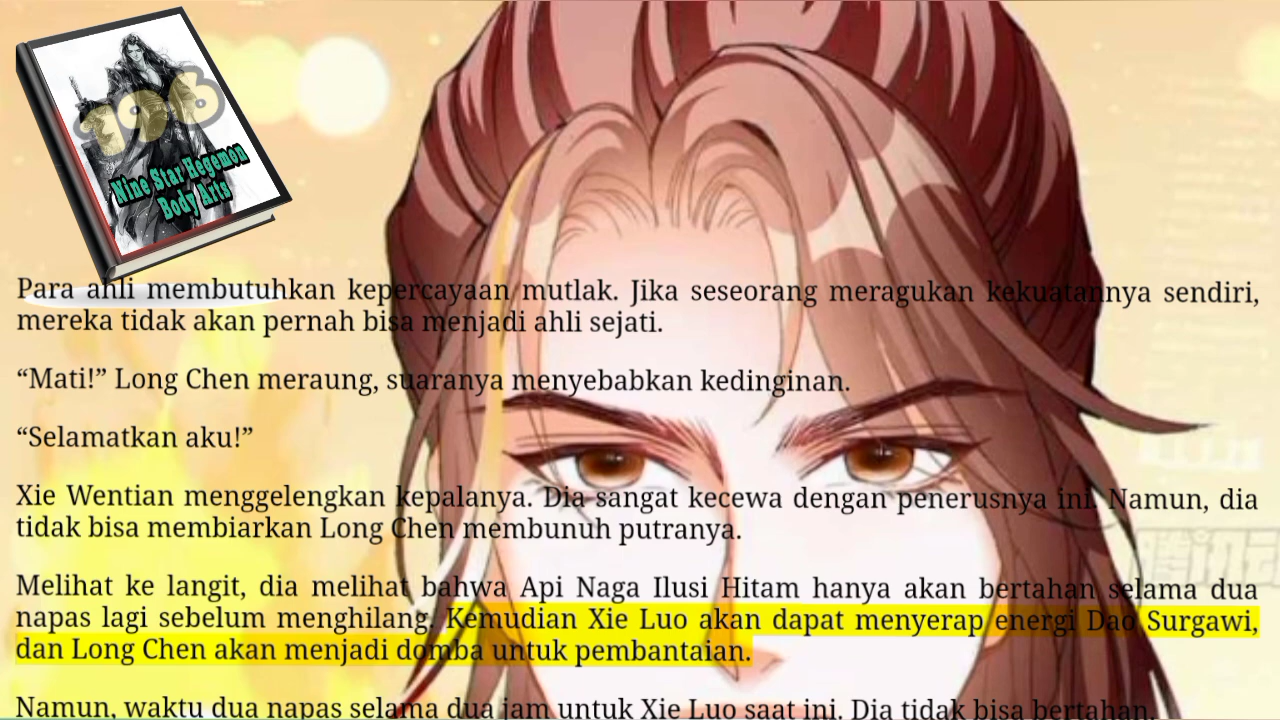 196
Nine Star Hegemon
Body Arts
Para ahli membutuhkan kepercayaan mutlak. Jika seseorang meragukan kekuatannya sendiri,
mereka tidak akan pernah bisa menjadi ahli sejati.
“Mati!” Long Chen meraung, suaranya menyebabkan kedinginan.
“Selamatkan aku!”
Xie Wentian menggelengkan kepalanya. Dia sangat kecewa dengan penerusnya ini. Namun, dia
tidak bisa membiarkan Long Chen membunuh putranya.
Melihat ke langit, dia melihat bahwa Api Naga Ilusi Hitam hanya akan bertahan selama dua
napas lagi sebelum menghilang. Kemudian Xie Luo akan dapat menyerap energi Dao Surgawi,
dan Long Chen akan menjadi domba untuk pembantaian.
Namun, waktu dua napas selama dua jam untuk Xie Luo saat ini. Dia tidak bisa bertahan.